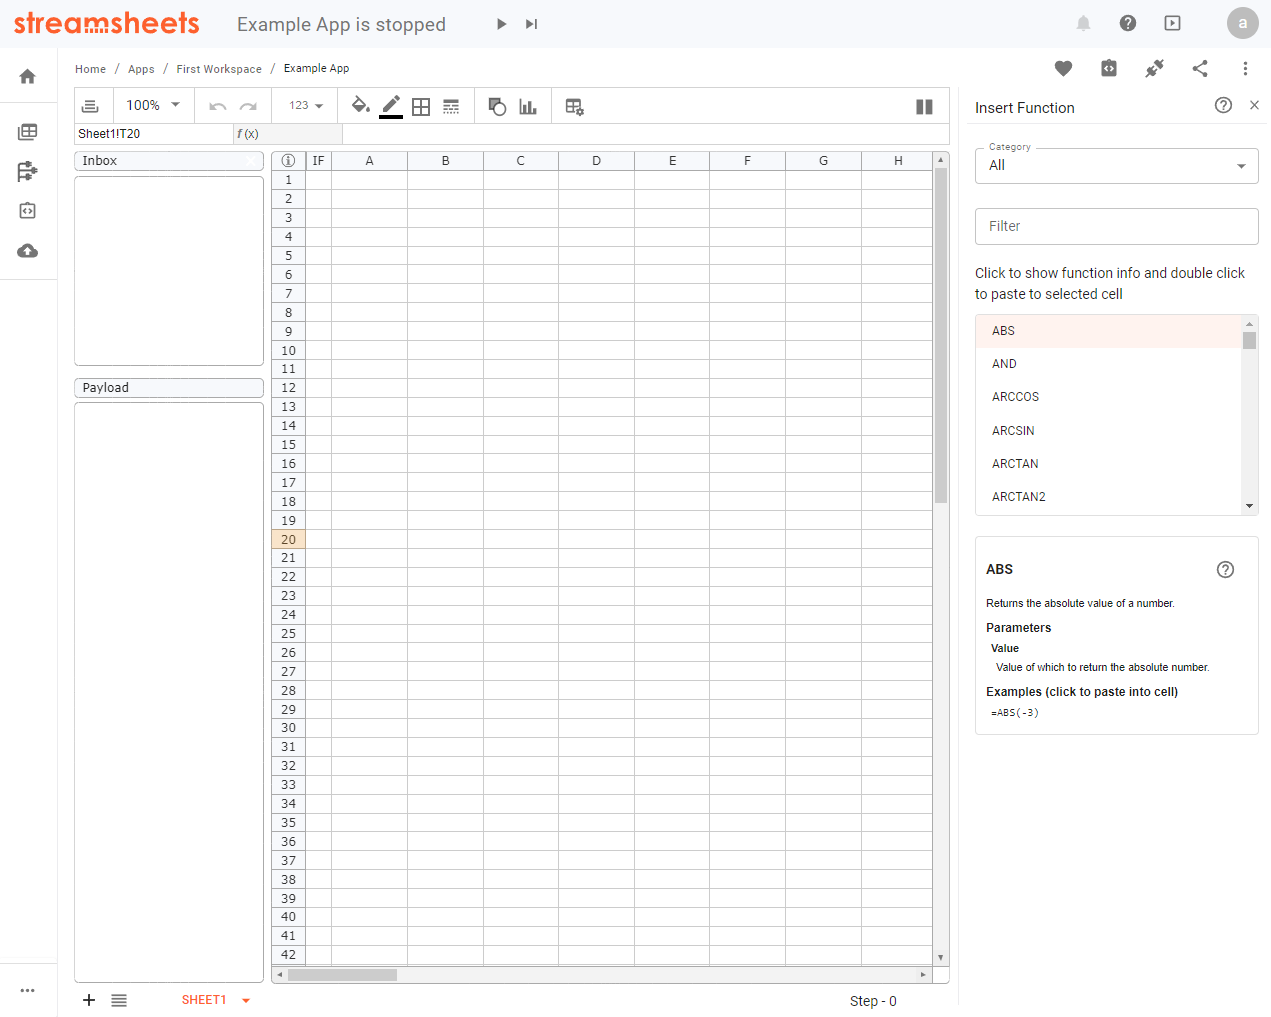 streamsheets Example App is stopped a
Home / Apps / First Workspace / Example App
100% 123
Sheet1!T20 f (x)
Insert Function
Category
All
Filter
Click to show function info and double click
to paste to selected cell
ABS
AND
ARCCOS
ARCSIN
ARCTAN
ARCTAN2
ABS
Returns the absolute value of a number.
Parameters
Value
Value of which to return the absolute number.
Examples (click to paste into cell)
=ABS(-3)
Inbox
Payload
IF A B C D E F G H
1
2
3
4
5
6
7
8
9
10
11
12
13
14
15
16
17
18
19
20
21
22
23
24
25
26
27
28
29
30
31
32
33
34
35
36
37
38
39
40
41
42
SHEET1 Step - 0